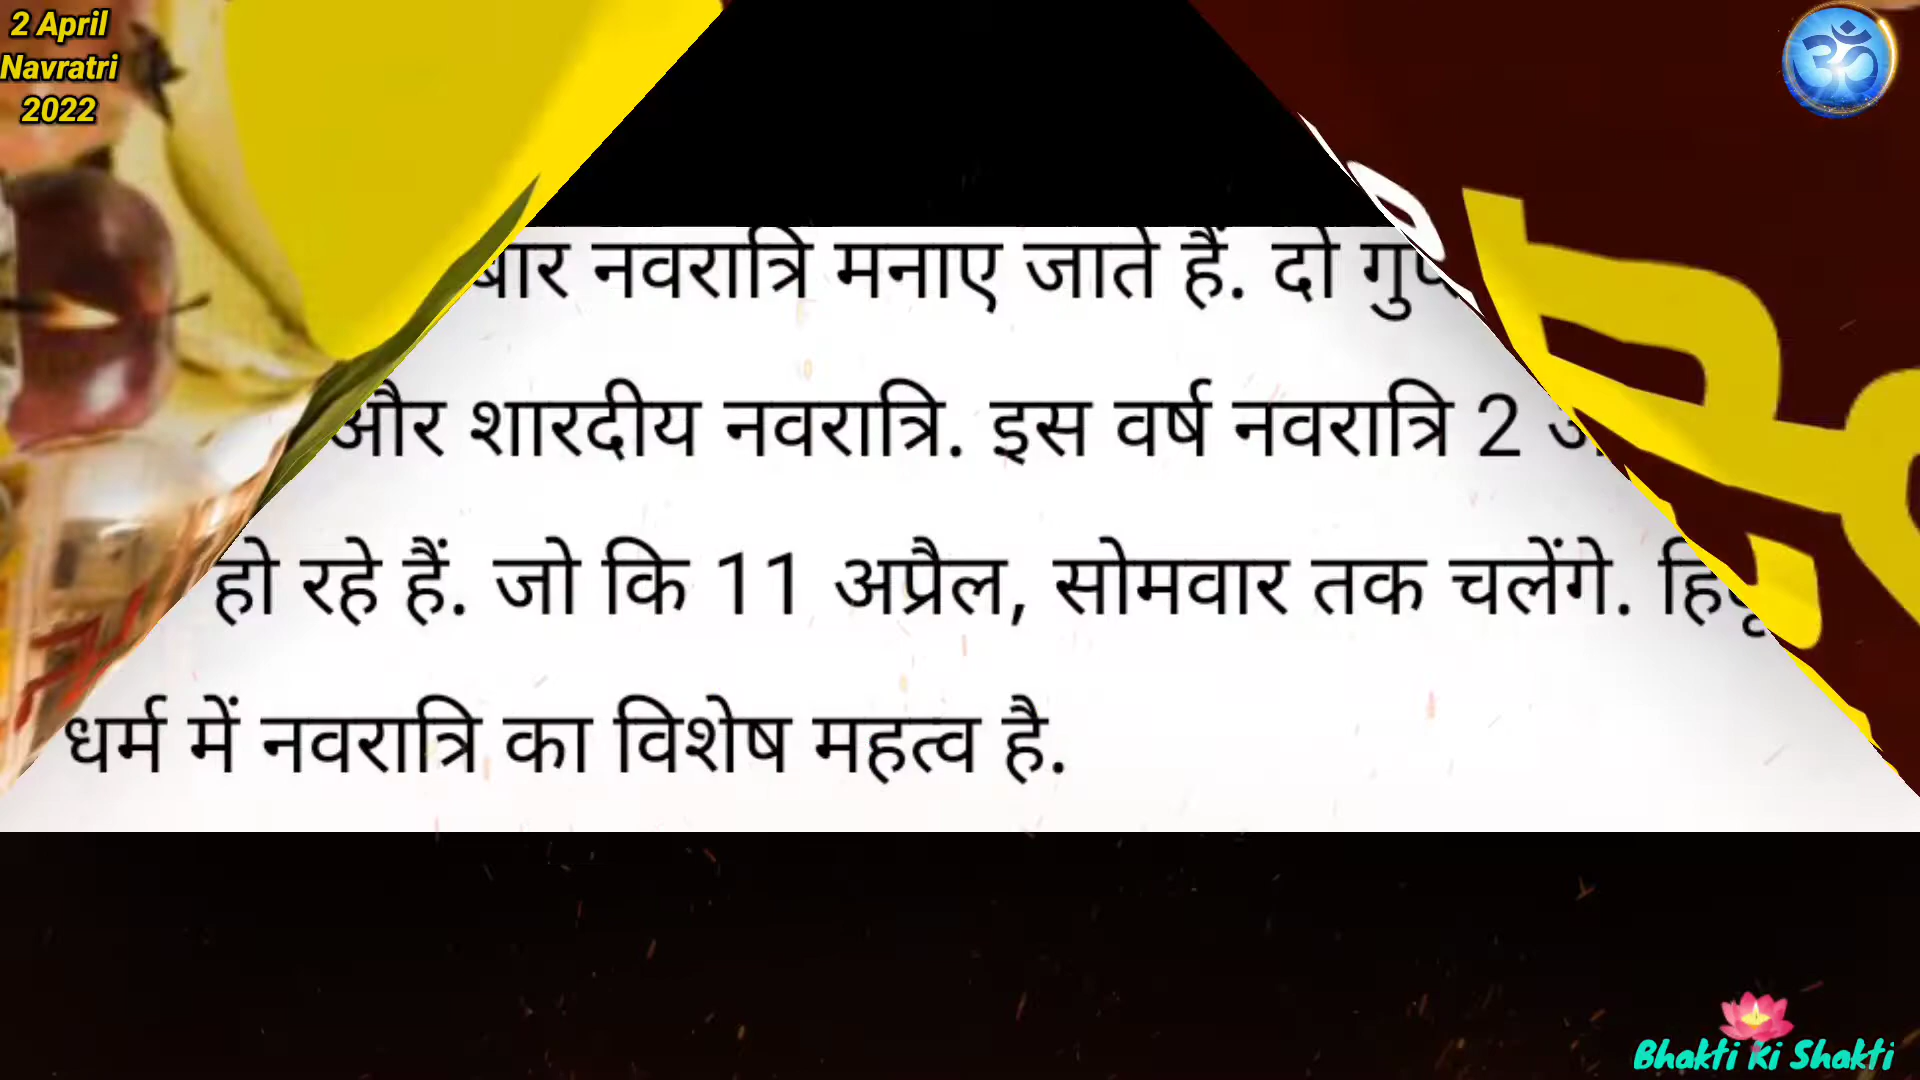 2 April
Navratri
2022
ॐ
बार नवरात्रि मनाए जाते हैं. दो
और शारदीय नवरात्रि. इस वर्ष नवरात्रि 2
हो रहे हैं. जो कि 11 अप्रैल, सोमवार तक चलेंगे.
धर्म में नवरात्रि का विशेष महत्व है.
Bhakti Ki Shakti